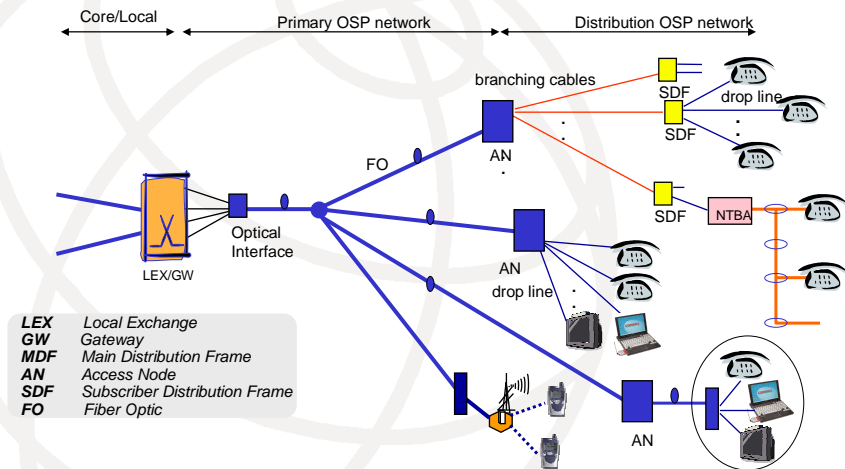 Core/Local
Primary OSP network
Distribution OSP network
branching cables
SDF
drop line
SDF
AN
FO
SDF
NTBA
Optical
Interface
LEX/GW
AN
drop line
LEX Local Exchange
GW Gateway
MDF Main Distribution Frame
AN Access Node
SDF Subscriber Distribution Frame
FO Fiber Optic
AN